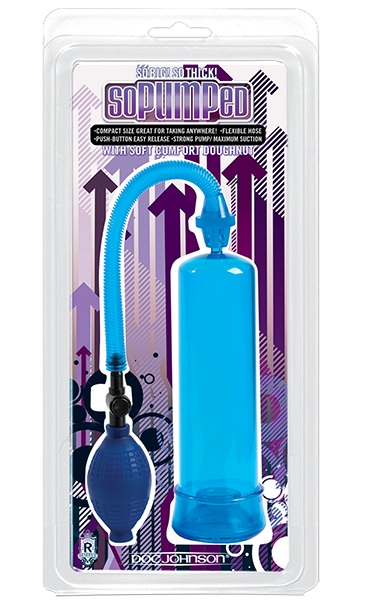 SO BIG! SO THICK!
SOPUMPED
•COMPACT SIZE GREAT FOR TAKING ANYWHERE! •FLEXIBLE HOSE
•PUSH-BUTTON EASY RELEASE •STRONG PUMP/MAXIMUM SUCTION
WITH SOFT COMFORT DOUGHNUT
R
DOC JOHNSON